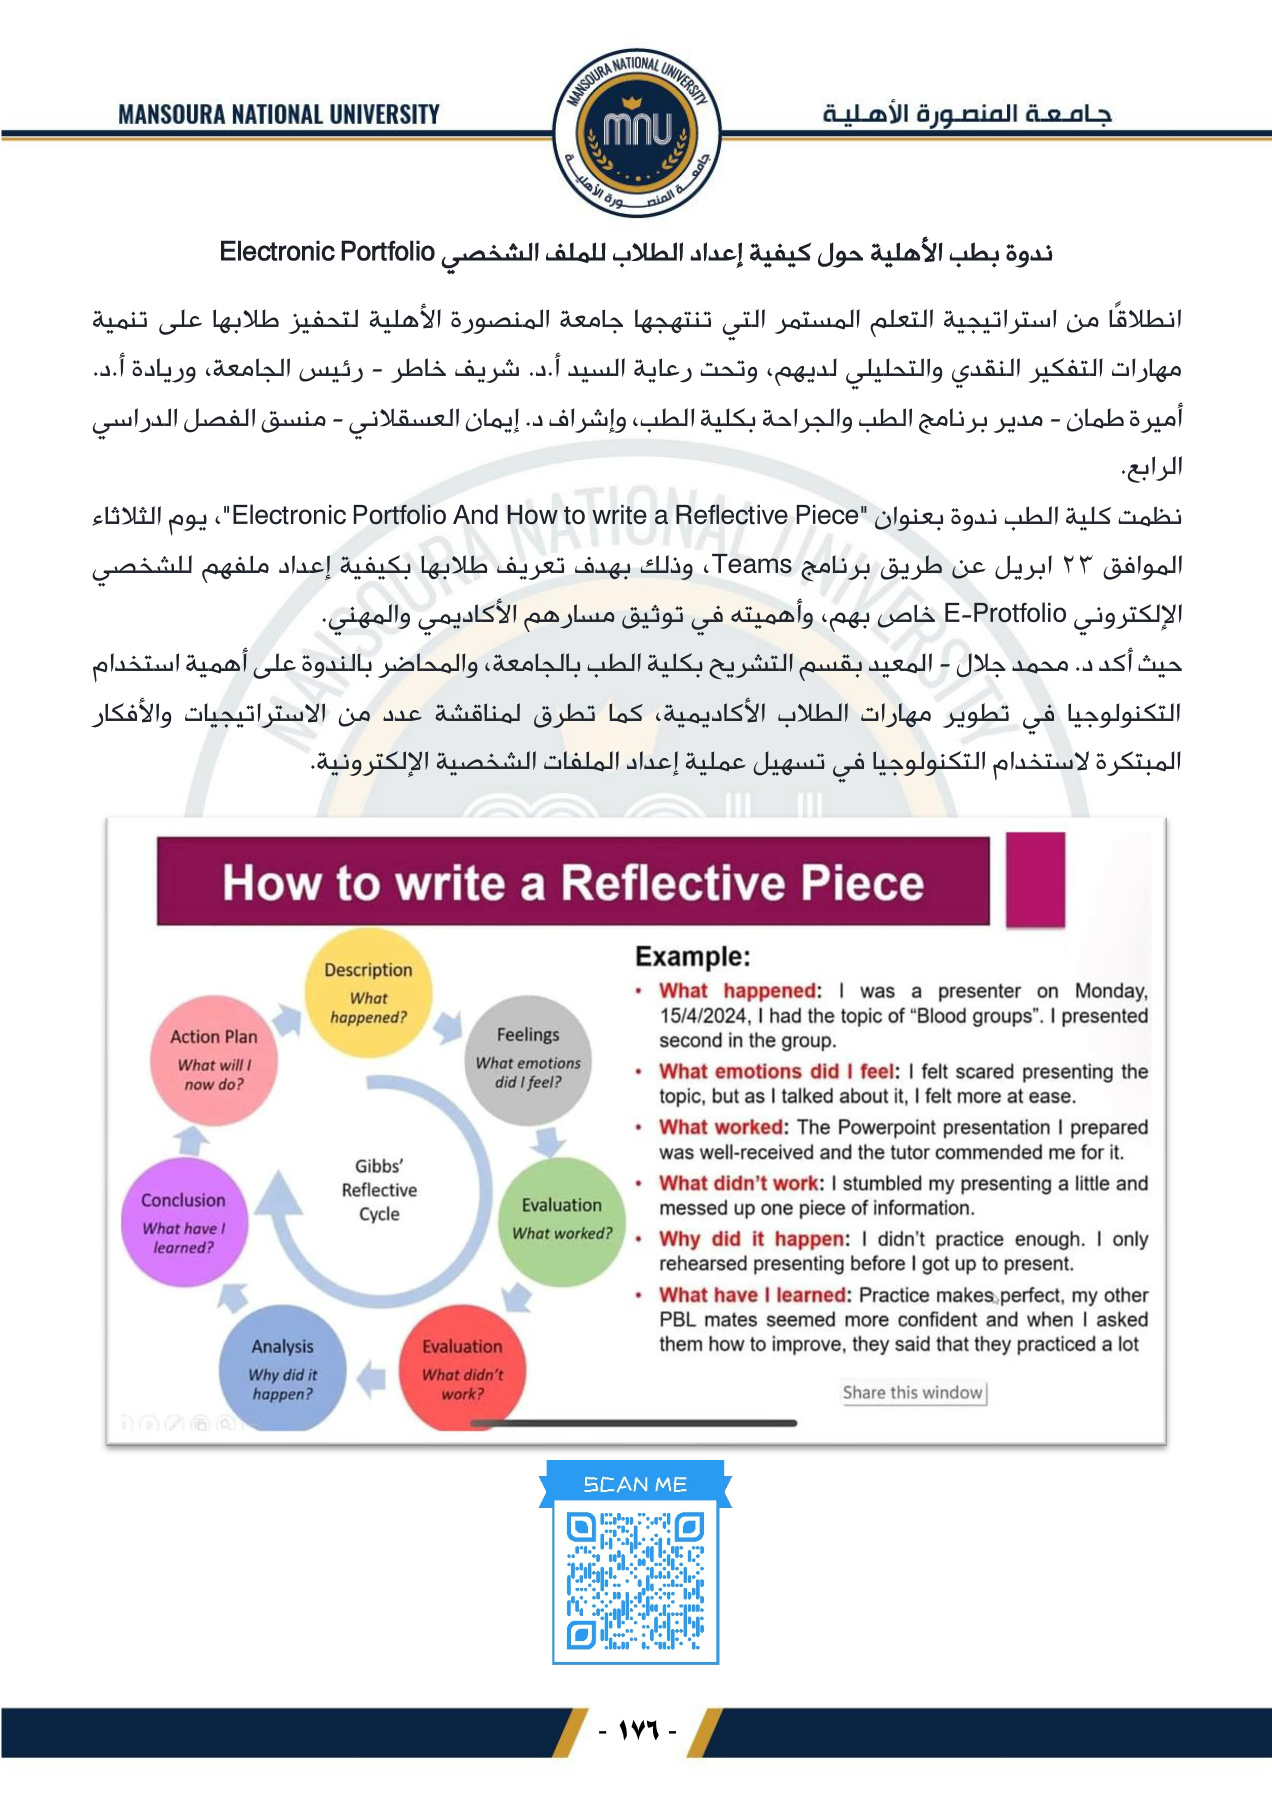 MANSOURA NATIONAL UNIVERSITY
جامعة المنصورة الأهلية
MANSOURA NATIONAL UNIVERSITY
mnu
جامعة المنصورة الأهلية
ندوة بطب الأهلية حول كيفية إعداد الطلاب للملف الشخصي Electronic Portfolio
انطلاقًا من استراتيجية التعلم المستمر التي تنتهجها جامعة المنصورة الأهلية لتحفيز طلابها على تنمية
مهارات التفكير النقدي والتحليلي لديهم، وتحت رعاية السيد أ.د. شريف خاطر - رئيس الجامعة، وريادة أ.د.
أميرة طمان - مدير برنامج الطب والجراحة بكلية الطب، وإشراف د. إيمان العسقلاني - منسق الفصل الدراسي
الرابع.
نظمت كلية الطب ندوة بعنوان "Electronic Portfolio And How to write a Reflective Piece"، يوم الثلاثاء
الموافق ٢٣ ابريل عن طريق برنامج Teams، وذلك بهدف تعريف طلابها بكيفية إعداد ملفهم للشخصي
الإلكتروني E-Protfolio خاص بهم، وأهميته في توثيق مسارهم الأكاديمي والمهني.
حيث أكد د. محمد جلال - المعيد بقسم التشريح بكلية الطب بالجامعة، والمحاضر بالندوة على أهمية استخدام
التكنولوجيا في تطوير مهارات الطلاب الأكاديمية، كما تطرق لمناقشة عدد من الاستراتيجيات والأفكار
المبتكرة لاستخدام التكنولوجيا في تسهيل عملية إعداد الملفات الشخصية الإلكترونية.
MANSOURA NATIONAL UNIVERSITY
How to write a Reflective Piece
Description
What
happened?
Feelings
What emotions
did I feel?
Evaluation
What worked?
Evaluation
What didn't
work?
Analysis
Why did it
happen?
Conclusion
What have I
learned?
Action Plan
What will I
now do?
Gibbs'
Reflective
Cycle
Example:
• What happened: I was a presenter on Monday,
15/4/2024, I had the topic of “Blood groups”. I presented
second in the group.
• What emotions did I feel: I felt scared presenting the
topic, but as I talked about it, I felt more at ease.
• What worked: The Powerpoint presentation I prepared
was well-received and the tutor commended me for it.
• What didn't work: I stumbled my presenting a little and
messed up one piece of information.
• Why did it happen: I didn't practice enough. I only
rehearsed presenting before I got up to present.
• What have I learned: Practice makes perfect, my other
PBL mates seemed more confident and when I asked
them how to improve, they said that they practiced a lot
Share this window
SCAN ME
- ١٧٦ -